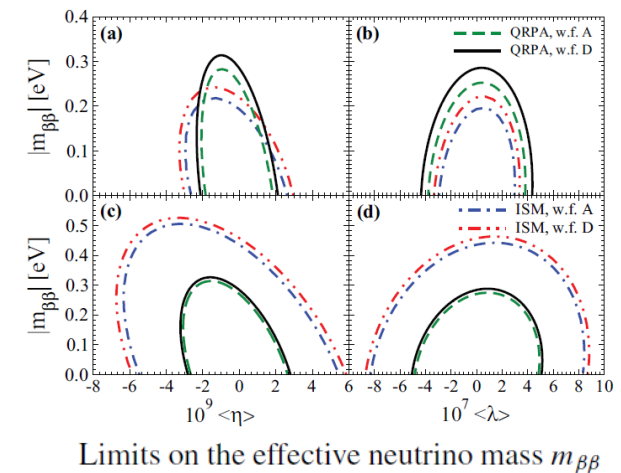 (a)
(b)
QRPA, w.f. A
QRPA, w.f. D
|mββ| [eV]
0.4
0.3
0.2
0.1
0.0
(c)
(d)
ISM, w.f. A
ISM, w.f. D
|mββ| [eV]
0.5
0.4
0.3
0.2
0.1
0.0
-8 -6 -4 -2 0 2 4 6
-8 -6 -4 -2 0 2 4 6 8 10
10⁹ <η>
10⁷ <λ>
Limits on the effective neutrino mass mββ